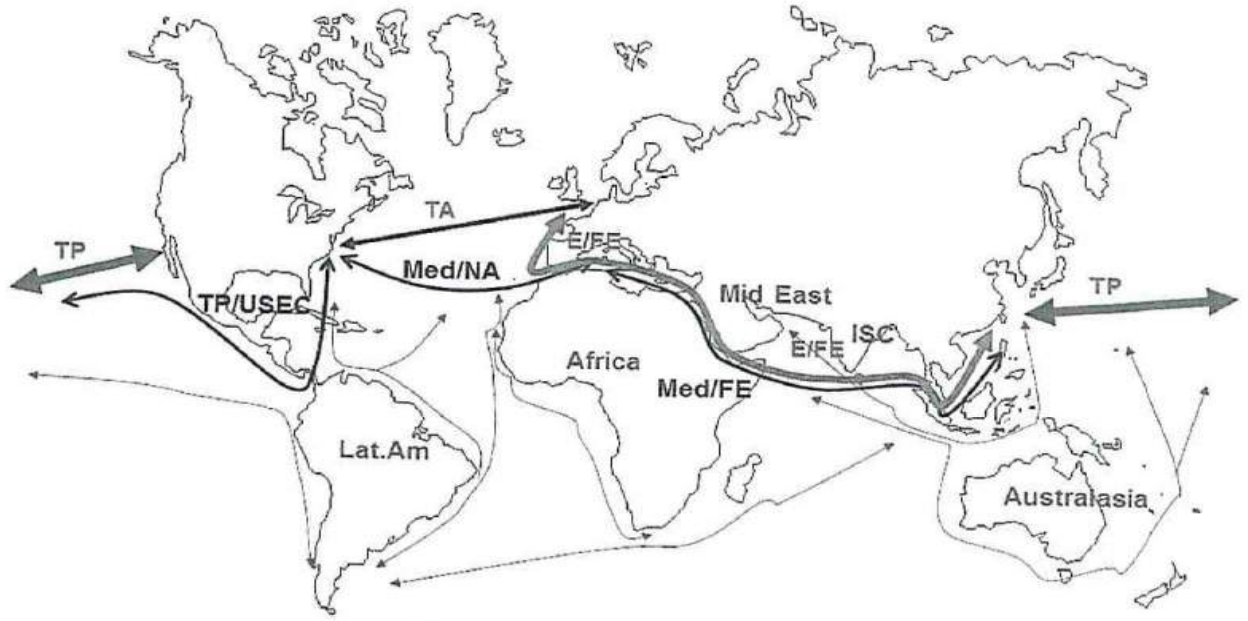 TA
E/FE
TP
Med/NA
TP/USEC
Mid East
TP
ISC
E/FE
Africa
Med/FE
Lat.Am
Australasia